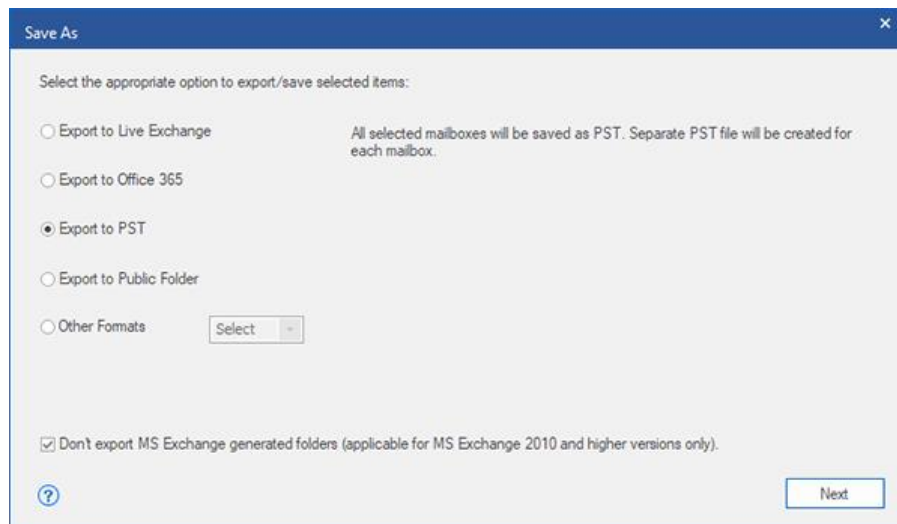 Save As
Select the appropriate option to export/save selected items:
Export to Live Exchange
All selected mailboxes will be saved as PST. Separate PST file will be created for
each mailbox.
Export to Office 365
Export to PST
Export to Public Folder
Other Formats
Select
Don't export MS Exchange generated folders (applicable for MS Exchange 2010 and higher versions only).
?
Next